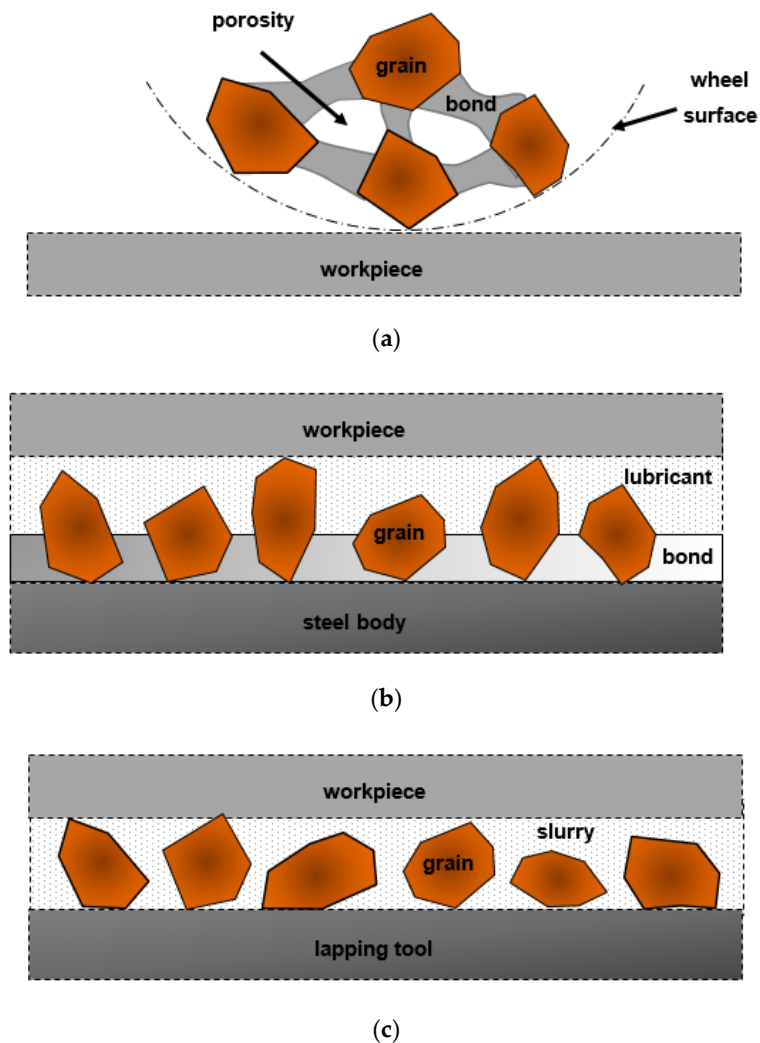 porosity
grain
bond
wheel
surface
workpiece
(a)
workpiece
lubricant
grain
bond
steel body
(b)
workpiece
slurry
grain
lapping tool
(c)